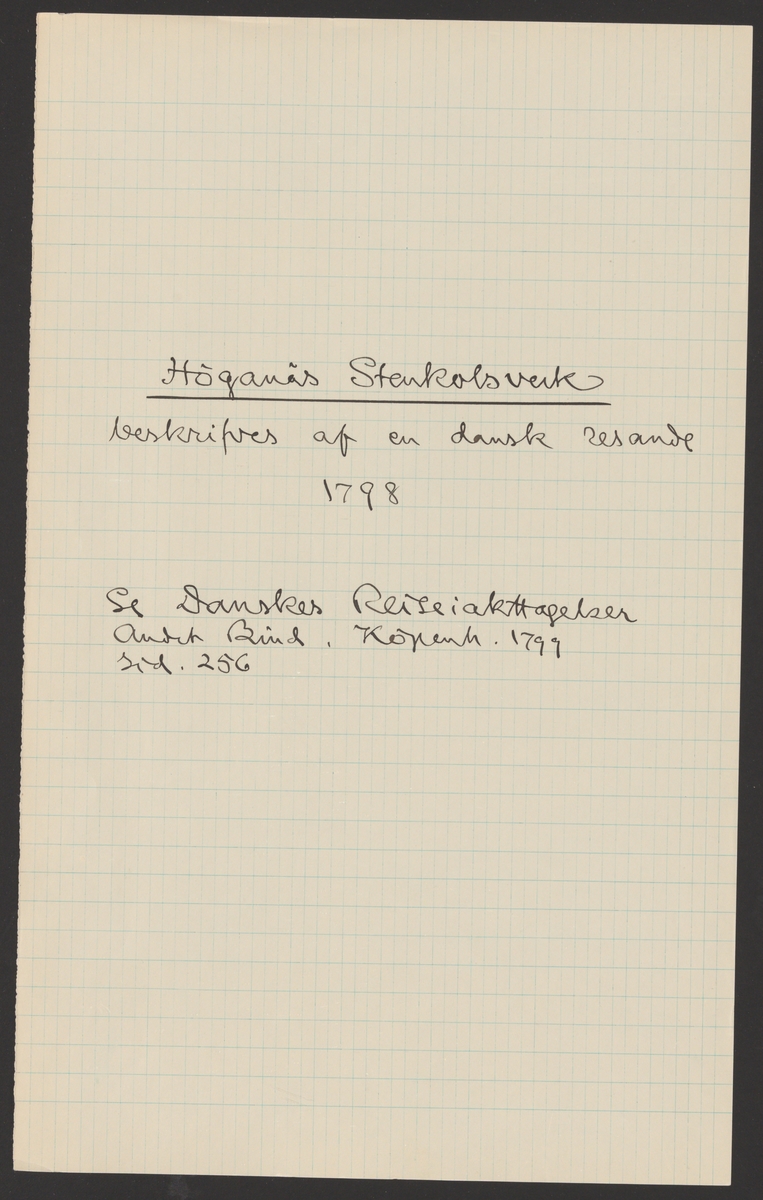 Höganäs Stenkolsverk
beskrifves af en dansk resande
1798
Se Danskes Reiseiakttagelser
Andet Bind. Köpenh. 1799
sid. 256